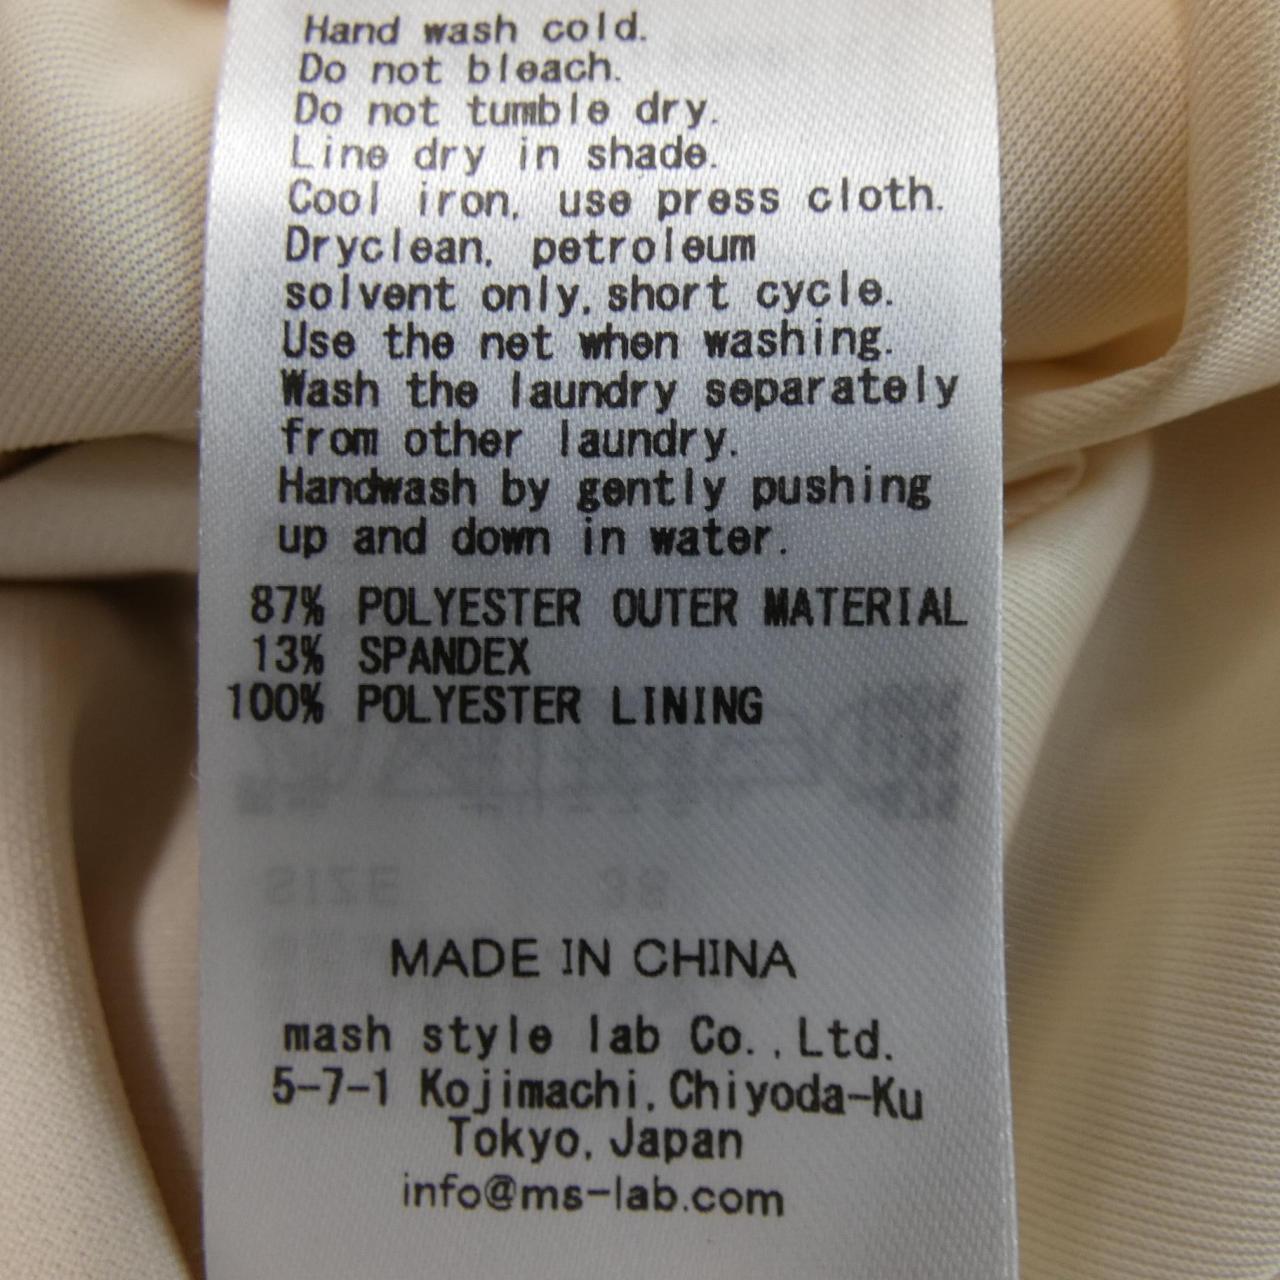 Hand wash cold.
Do not bleach.
Do not tumble dry.
Line dry in shade.
Cool iron, use press cloth.
Dryclean, petroleum
solvent only, short cycle.
Use the net when washing.
Wash the laundry separately
from other laundry.
Handwash by gently pushing
up and down in water.
87% POLYESTER OUTER MATERIAL
13% SPANDEX
100% POLYESTER LINING
SIZE 38
MADE IN CHINA
mash style lab Co.,Ltd.
5-7-1 Kojimachi,Chiyoda-Ku
Tokyo,Japan
info@ms-lab.com